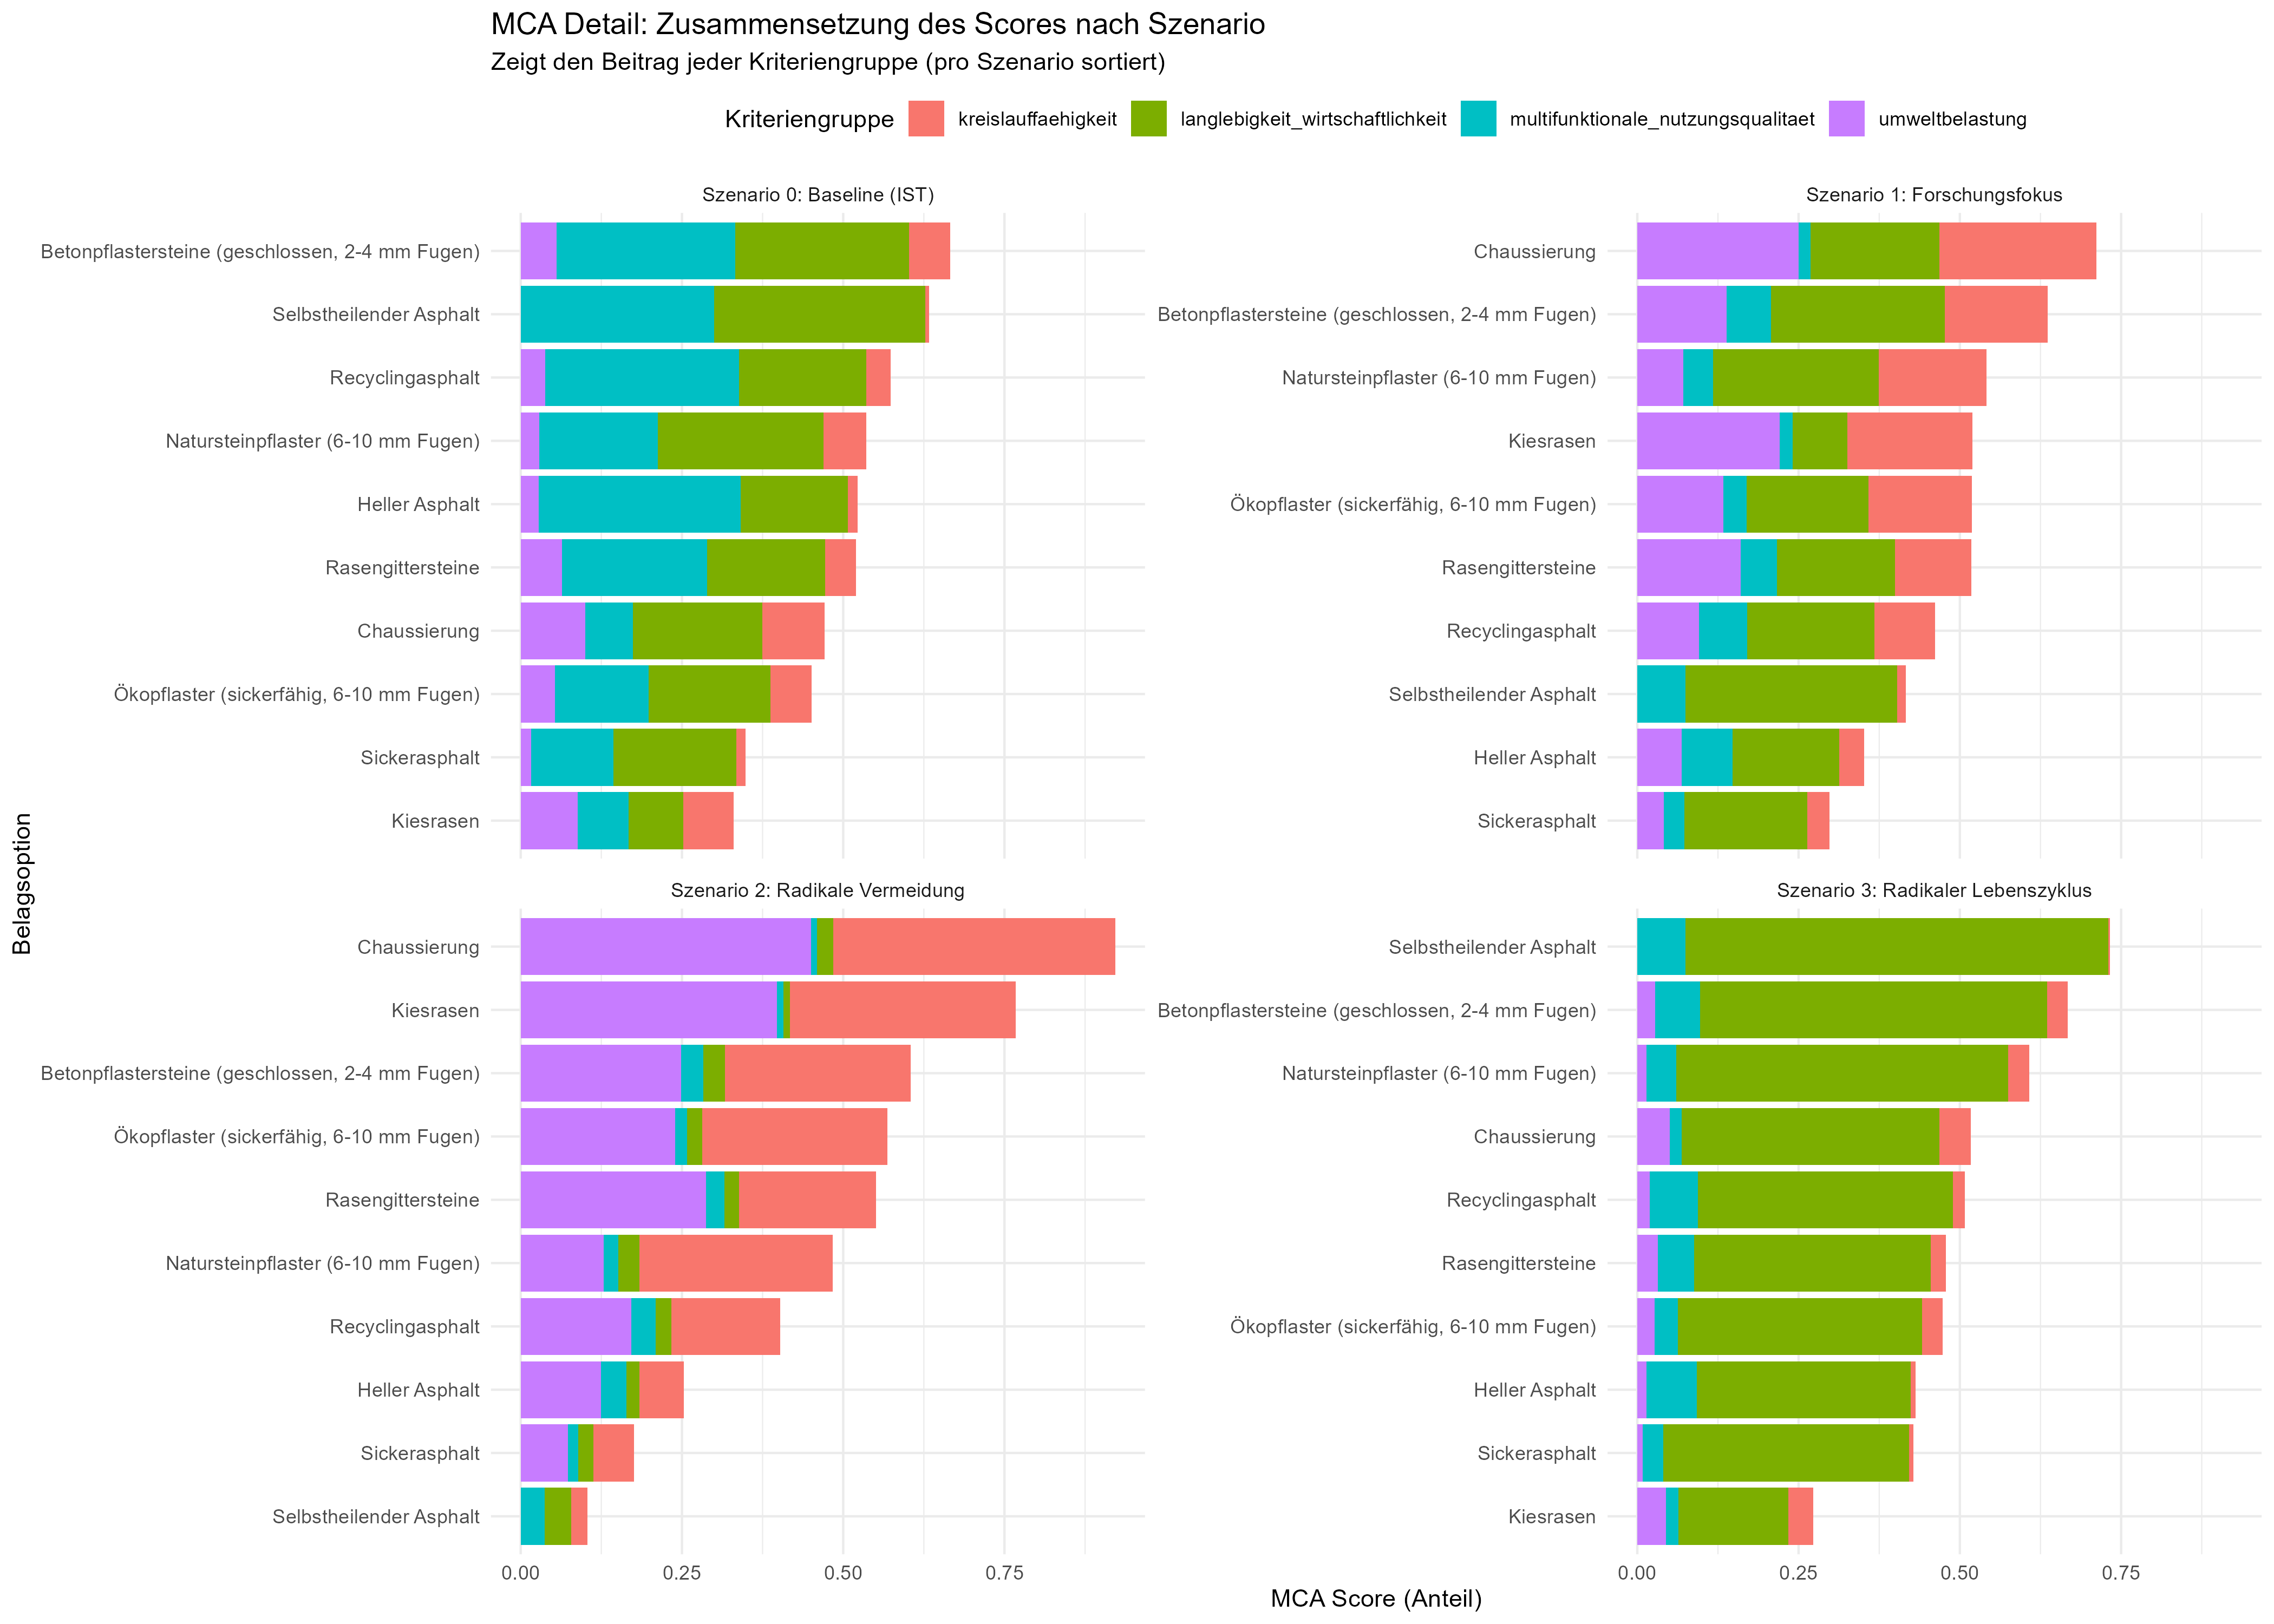 MCA Detail: Zusammensetzung des Scores nach Szenario
Zeigt den Beitrag jeder Kriteriengruppe (pro Szenario sortiert)
Kriteriengruppe kreislauffaehigkeit langlebigkeit_wirtschaftlichkeit multifunktionale_nutzungsqualitaet umweltbelastung
Belagsoption
Szenario 0: Baseline (IST)
Betonpflastersteine (geschlossen, 2-4 mm Fugen)
Selbstheilender Asphalt
Recyclingasphalt
Natursteinpflaster (6-10 mm Fugen)
Heller Asphalt
Rasengittersteine
Chaussierung
Ökopflaster (sickerfähig, 6-10 mm Fugen)
Sickerasphalt
Kiesrasen
Szenario 1: Forschungsfokus
Chaussierung
Betonpflastersteine (geschlossen, 2-4 mm Fugen)
Natursteinpflaster (6-10 mm Fugen)
Kiesrasen
Ökopflaster (sickerfähig, 6-10 mm Fugen)
Rasengittersteine
Recyclingasphalt
Selbstheilender Asphalt
Heller Asphalt
Sickerasphalt
Szenario 2: Radikale Vermeidung
Chaussierung
Kiesrasen
Betonpflastersteine (geschlossen, 2-4 mm Fugen)
Ökopflaster (sickerfähig, 6-10 mm Fugen)
Rasengittersteine
Natursteinpflaster (6-10 mm Fugen)
Recyclingasphalt
Heller Asphalt
Sickerasphalt
Selbstheilender Asphalt
0.00 0.25 0.50 0.75
Szenario 3: Radikaler Lebenszyklus
Selbstheilender Asphalt
Betonpflastersteine (geschlossen, 2-4 mm Fugen)
Natursteinpflaster (6-10 mm Fugen)
Chaussierung
Recyclingasphalt
Rasengittersteine
Ökopflaster (sickerfähig, 6-10 mm Fugen)
Heller Asphalt
Sickerasphalt
Kiesrasen
0.00 0.25 0.50 0.75
MCA Score (Anteil)